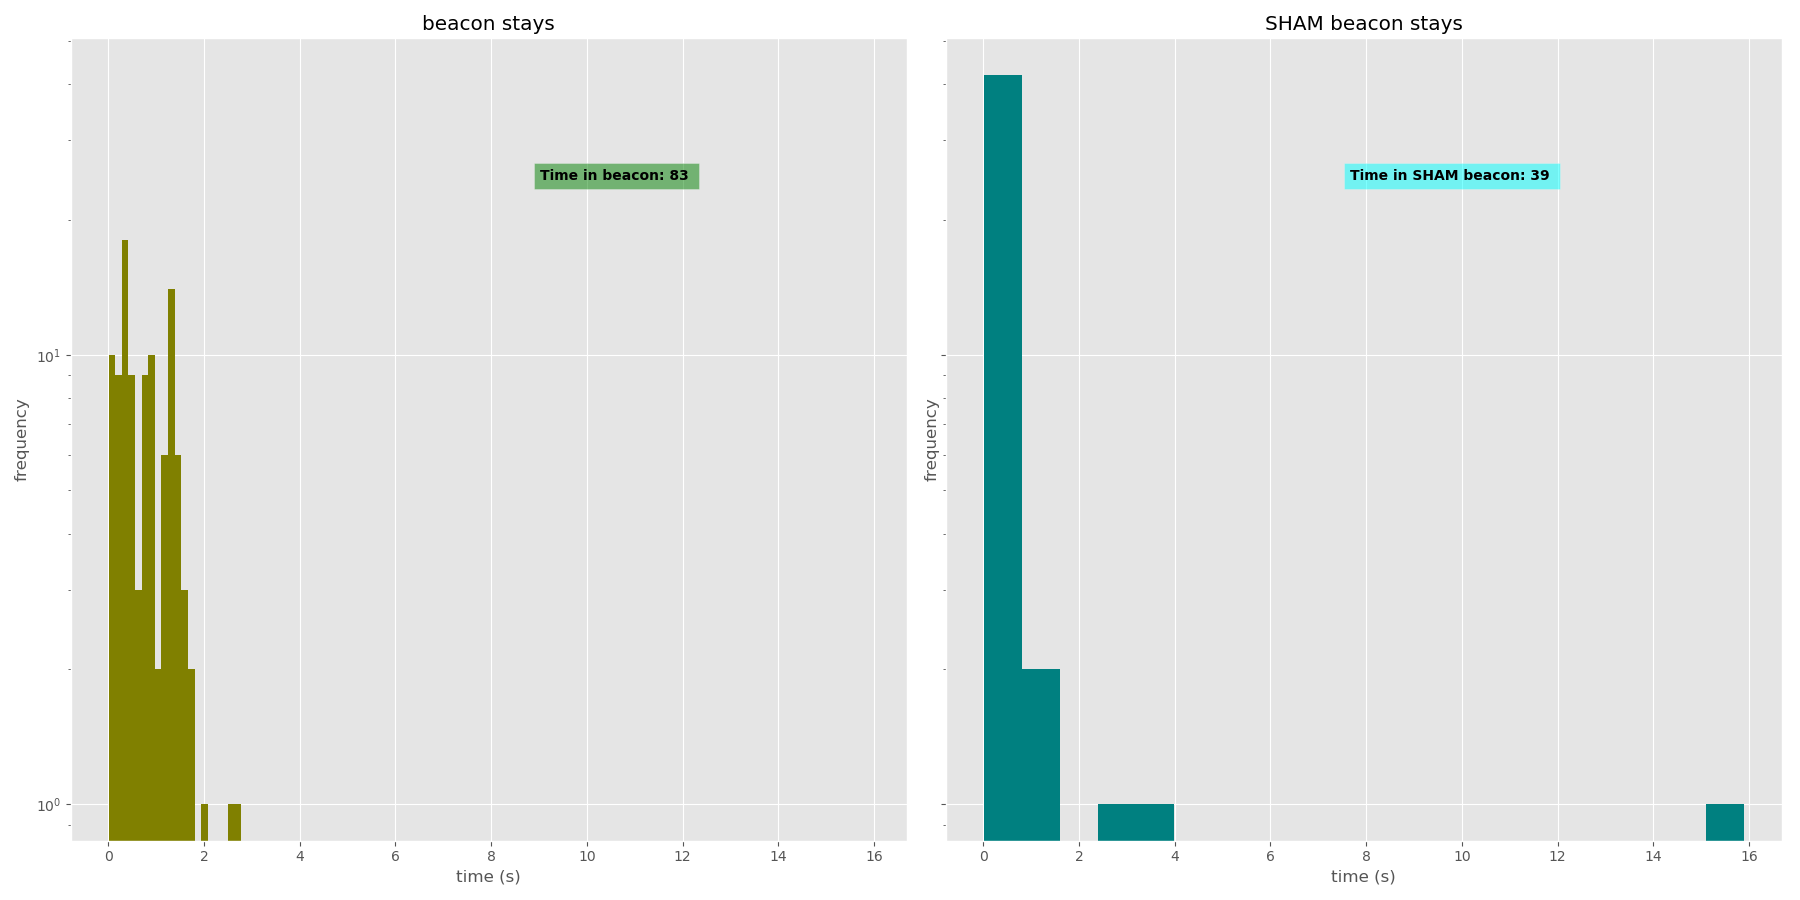 beacon stays
SHAM beacon stays
Time in beacon: 83
Time in SHAM beacon: 39
frequency
10¹
10⁰
0 2 4 6 8 10 12 14 16
time (s)
frequency
0 2 4 6 8 10 12 14 16
time (s)